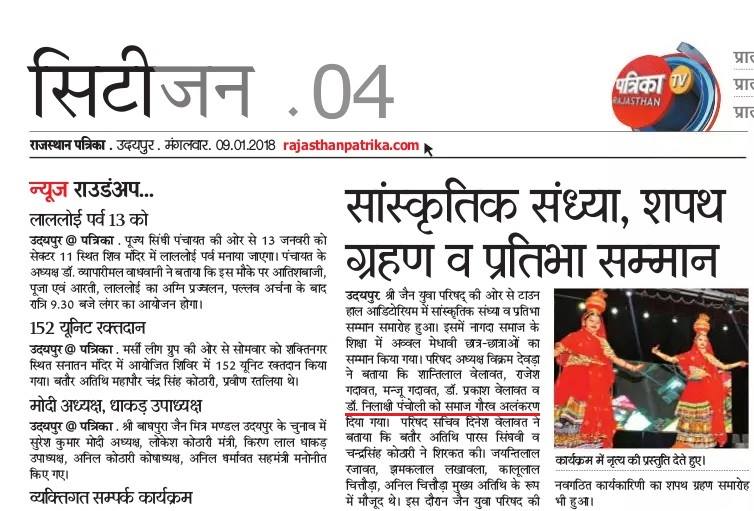 सिटीजन . 04
पत्रिका TV
RAJASTHAN
राजस्थान पत्रिका . उदयपुर . मंगलवार. 09.01.2018 rajasthanpatrika.com
न्यूज राउंडअप...
लाललोई पर्व 13 को
उदयपुर @ पत्रिका . पूज्य सिंधी पंचायत की ओर से 13 जनवरी को
सेक्टर 11 स्थित शिव मंदिर में लाललोई पर्व मनाया जाएगा। पंचायत के
अध्यक्ष डॉ. व्यापारीमल वाधवानी ने बताया कि इस मौके पर आतिशबाजी,
पूजा एवं आरती, लाललोई का अग्नि प्रज्वलन, पल्लव अर्चना के बाद
रात्रि 9.30 बजे लंगर का आयोजन होगा।
152 यूनिट रक्तदान
उदयपुर @ पत्रिका . मर्सी लीग ग्रुप की ओर से सोमवार को शक्तिनगर
स्थित सनातन मंदिर में आयोजित शिविर में 152 यूनिट रक्तदान किया
गया। बतौर अतिथि महापौर चंद्र सिंह कोठारी, प्रवीण रतलिया थे।
मोदी अध्यक्ष, धाकड़ उपाध्यक्ष
उदयपुर @ पत्रिका . श्री बाघपुरा जैन मित्र मण्डल उदयपुर के चुनाव में
सुरेश कुमार मोदी अध्यक्ष, लोकेश कोठारी मंत्री, किरण लाल धाकड़
उपाध्यक्ष, अनिल कोठारी कोषाध्यक्ष, अनिल धर्मावत सहमंत्री मनोनीत
किए गए।
व्यक्तिगत सम्पर्क कार्यक्रम
सांस्कृतिक संध्या, शपथ
ग्रहण व प्रतिभा सम्मान
उदयपुर. श्री जैन युवा परिषद् की ओर से टाउन
हाल आडिटोरियम में सांस्कृतिक संध्या व प्रतिभा
सम्मान समारोह हुआ। इसमें नागदा समाज के
शिक्षा में अव्वल मेधावी छात्र-छात्राओं का
सम्मान किया गया। परिषद अध्यक्ष विक्रम देवड़ा
ने बताया कि शान्तिलाल वेलावत, राजेश
गदावत, मन्जू गदावत, डॉ. प्रकाश वेलावत व
डॉ. निलाक्षी पंचोली को समाज गौरव अलंकरण
दिया गया। परिषद सचिव दिनेश वेलावत ने
बताया कि बतौर अतिथि पारस सिंघवी व
चन्द्रसिंह कोठारी ने शिरकत की। जयन्तिलाल
रजावत, झमकलाल लखावला, कालूलाल
चित्तौड़ा, अनिल चित्तौड़ा मुख्य अतिथि के रूप
में मौजूद थे। इस दौरान जैन युवा परिषद की
कार्यक्रम में नृत्य की प्रस्तुति देते हुए।
नवगठित कार्यकारिणी का शपथ ग्रहण समारोह
भी हुआ।